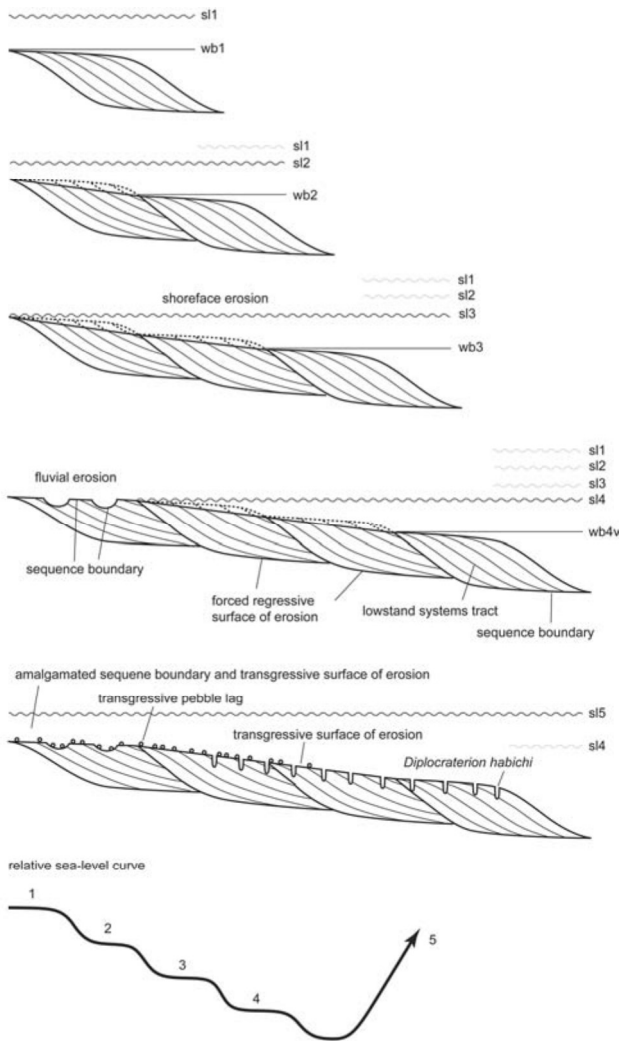 sl1
wb1
sl1
sl2
wb2
sl1
shoreface erosion
sl2
sl3
wb3
sl1
fluvial erosion
sl2
sl3
sl4
wb4v
sequence boundary
forced regressive
surface of erosion
lowstand systems tract
sequence boundary
amalgamated sequene boundary and transgressive surface of erosion
transgressive pebble lag
sl5
transgressive surface of erosion
sl4
Diplocraterion habichi
relative sea-level curve
1
2
3
4
5